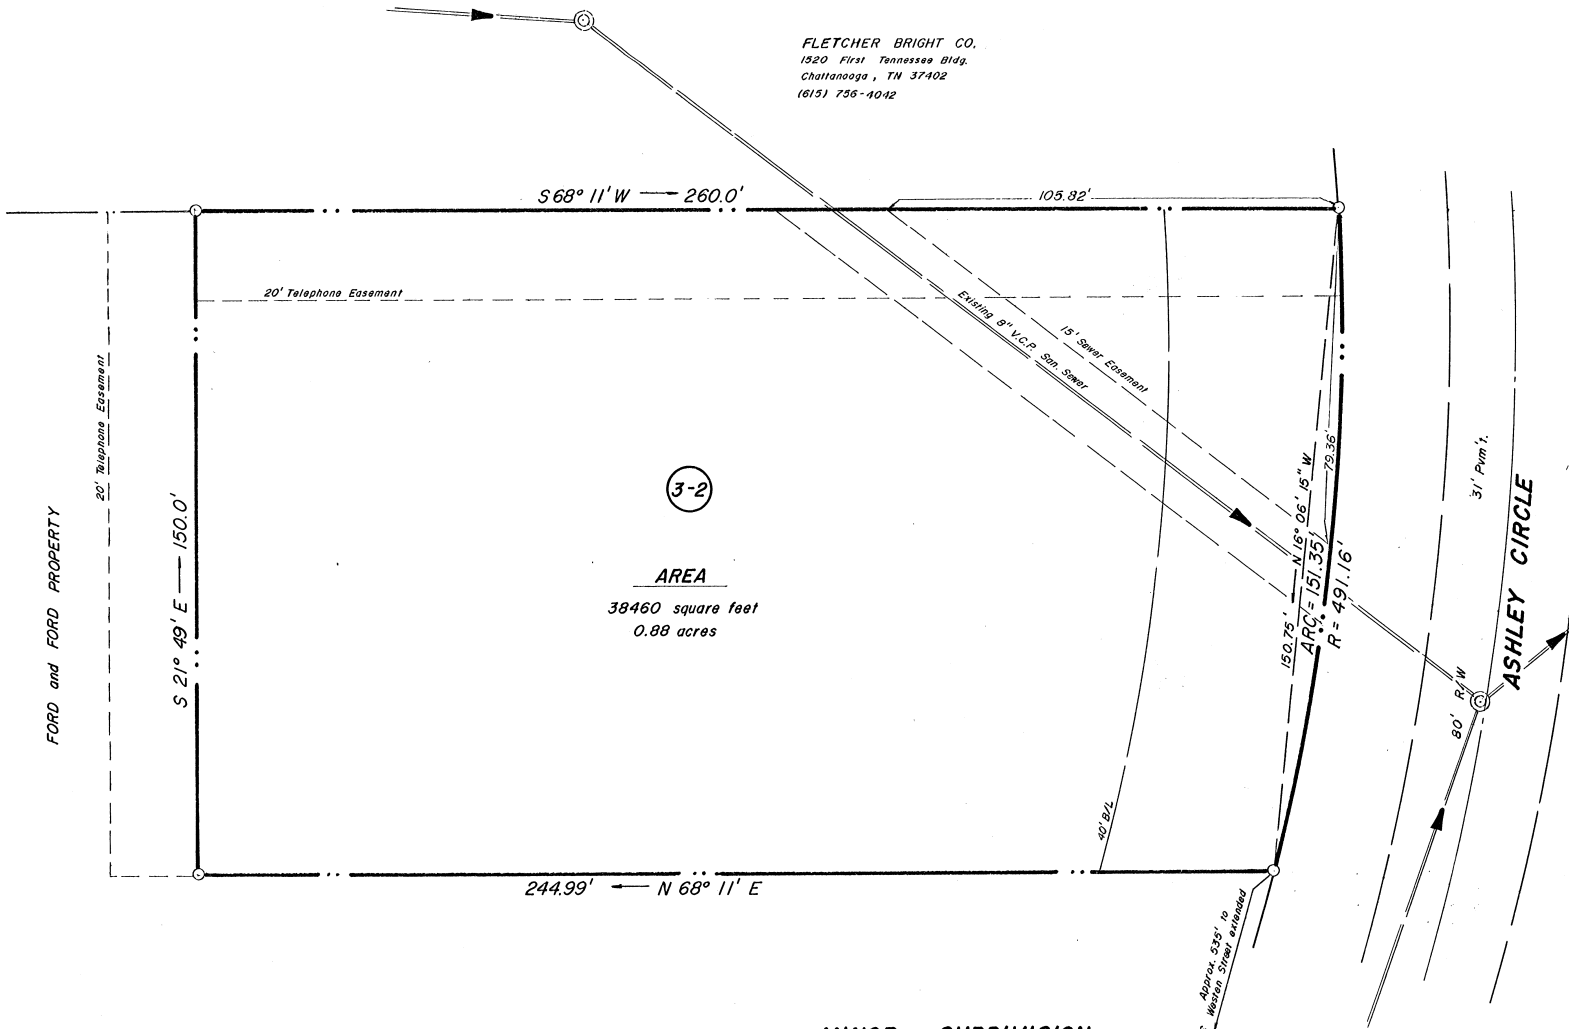 FLETCHER BRIGHT CO.
1520 First Tennessee Bldg.
Chattanooga, TN 37402
(615) 756-4042
S 68° 11' W 260.0'
105.82'
20' Telephone Easement
20' Telephone Easement
Existing 8" V.C.P. San. Sewer
15' Sewer Easement
FORD and FORD PROPERTY
S 21° 49' E 150.0'
3-2
AREA
38460 square feet
0.88 acres
150.75' N 16° 06' 15" W
79.36'
ARC = 151.35'
R = 491.16'
31' Pvm't.
ASHLEY CIRCLE
80' R/W
40' B/L
244.99' N 68° 11' E
Approx. 535' to
Weston Street extended
MINOR SUBDIVISION